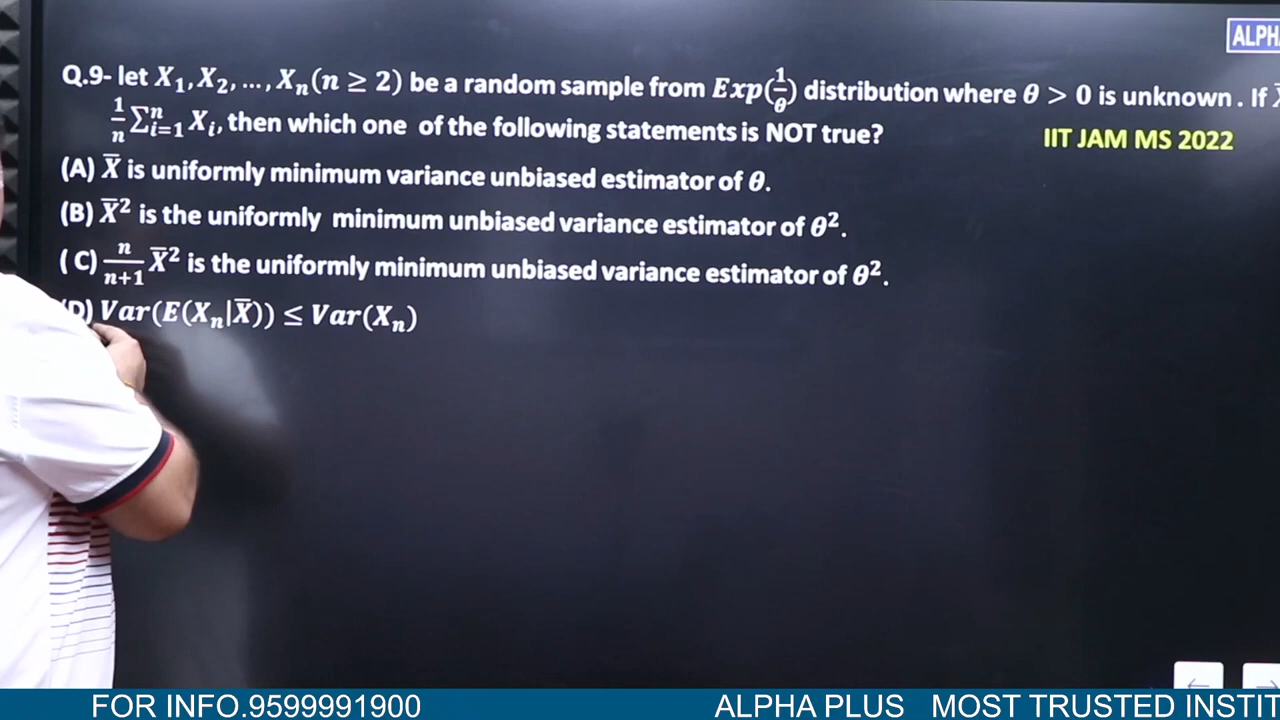 ALPH
Q.9- let X₁, X₂, ..., Xₙ(n ≥ 2) be a random sample from Exp(1/θ) distribution where θ > 0 is unknown . If
1/n ∑ⁿᵢ₌₁ Xᵢ, then which one of the following statements is NOT true?
IIT JAM MS 2022
(A) X̄ is uniformly minimum variance unbiased estimator of θ.
(B) X̄² is the uniformly minimum unbiased variance estimator of θ².
( C) n/n+1 X̄² is the uniformly minimum unbiased variance estimator of θ².
(D) Var(E(Xₙ|X̄)) ≤ Var(Xₙ)
FOR INFO.9599991900 ALPHA PLUS MOST TRUSTED INSTIT